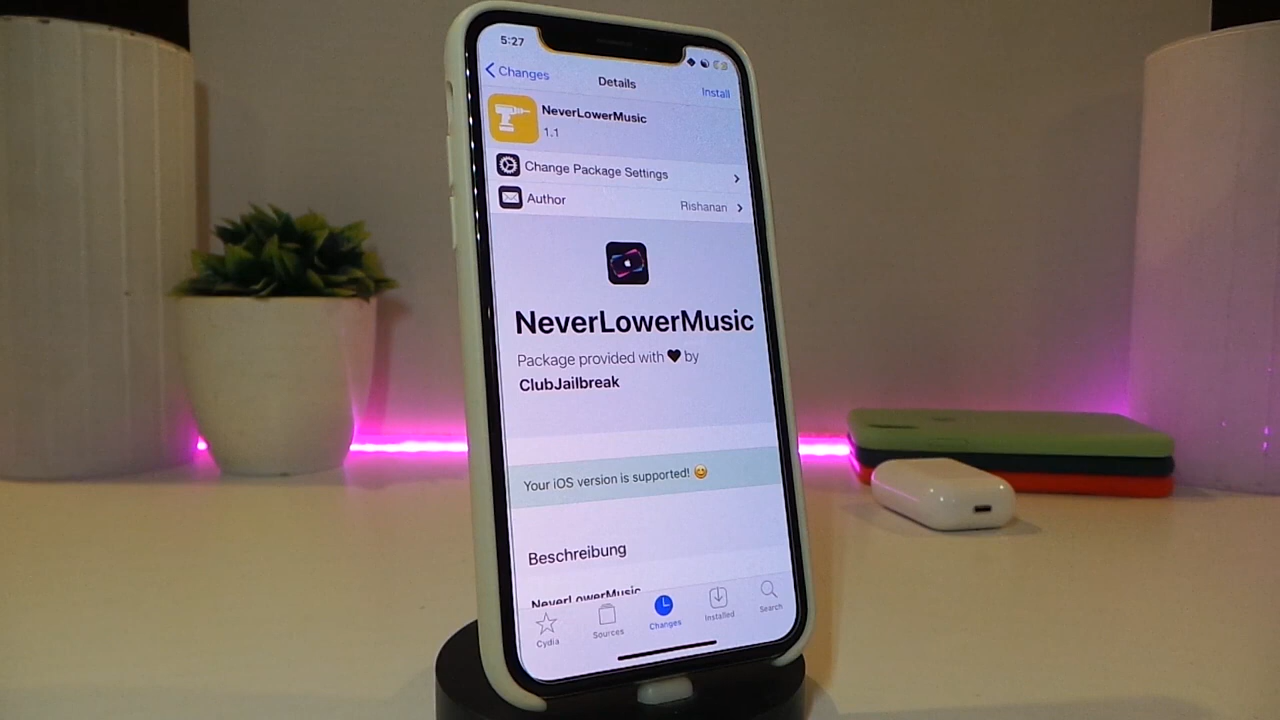 5:27
Changes
Details
Install
NeverLowerMusic
1.1
Change Package Settings
Author
Rishanan
NeverLowerMusic
Package provided with ♥ by
ClubJailbreak
Your iOS version is supported! 😊
Beschreibung
NeverLowerMusic
Cydia
Sources
Changes
Installed
Search